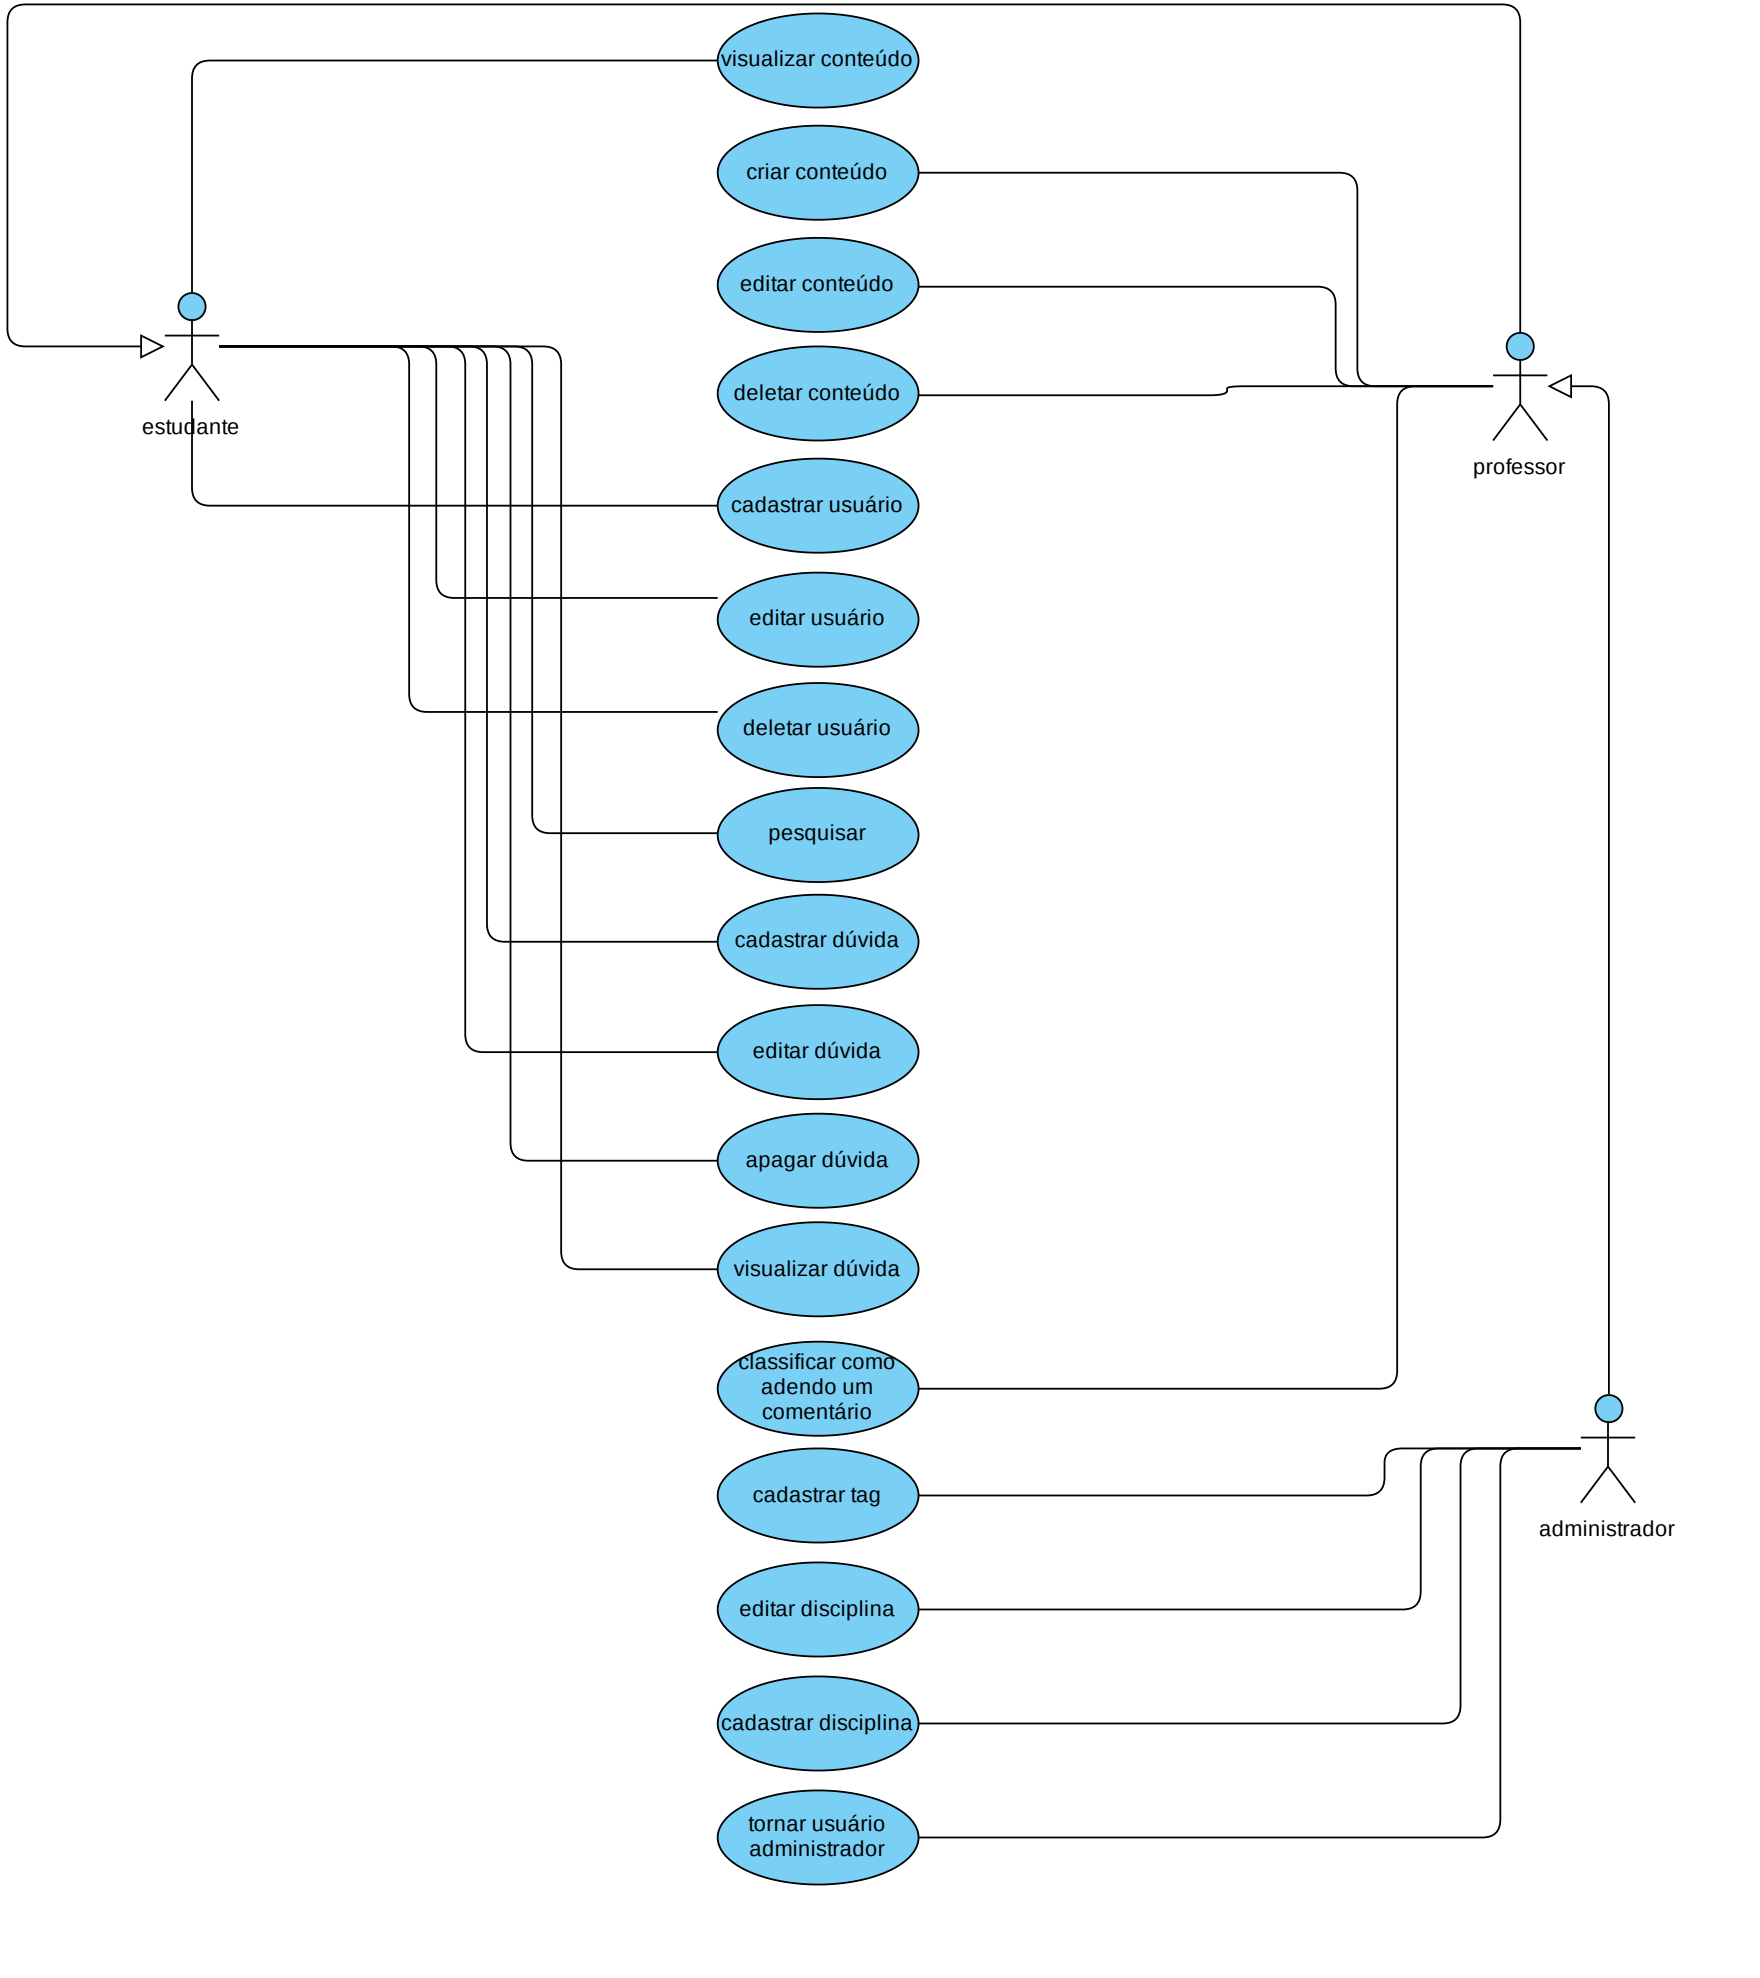 visualizar conteúdo
criar conteúdo
editar conteúdo
deletar conteúdo
estudante
professor
cadastrar usuário
editar usuário
deletar usuário
pesquisar
cadastrar dúvida
editar dúvida
apagar dúvida
visualizar dúvida
classificar como
adendo um
comentário
cadastrar tag
administrador
editar disciplina
cadastrar disciplina
tornar usuário
administrador